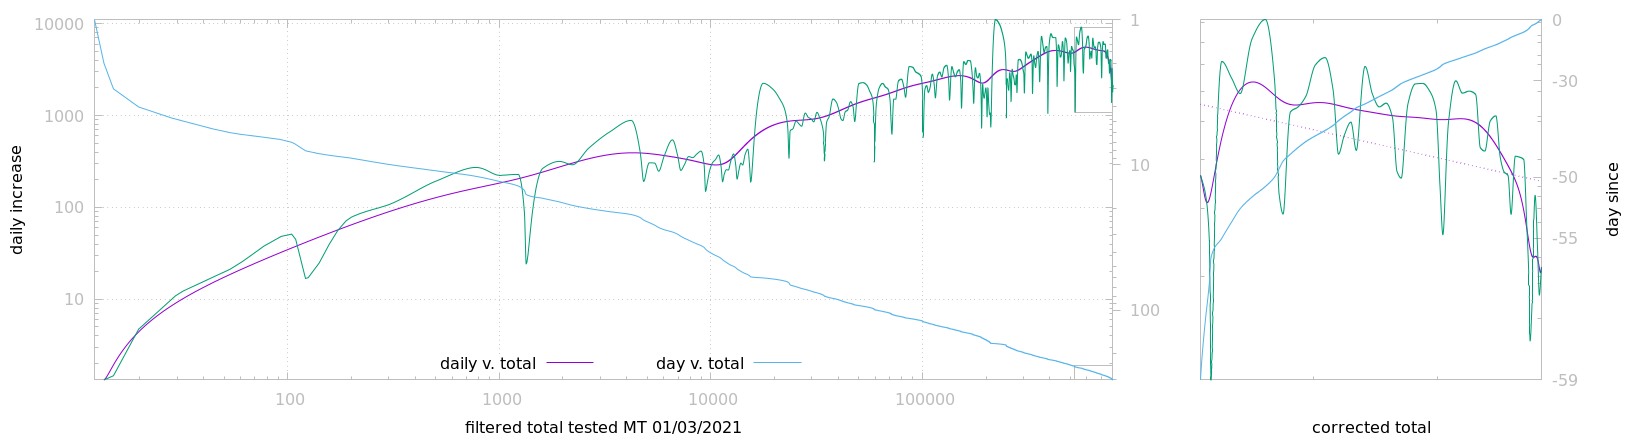 10000
1000
100
10
daily increase
daily v. total
day v. total
100
1000
10000
100000
filtered total tested MT 01/03/2021
1
10
100
0
-30
-50
-55
-59
day since
corrected total